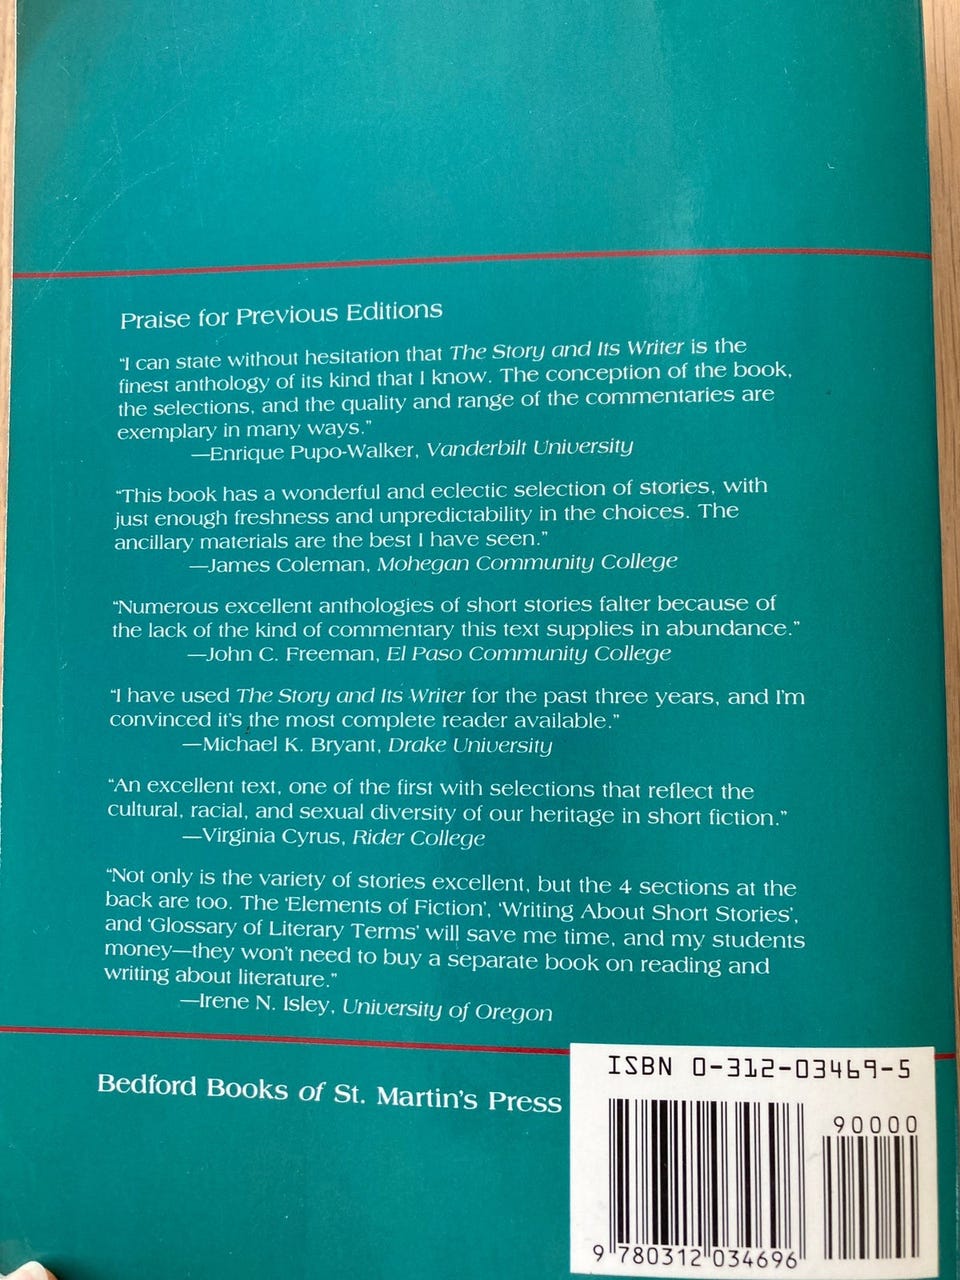 Praise for Previous Editions
“I can state without hesitation that The Story and Its Writer is the
finest anthology of its kind that I know. The conception of the book,
the selections, and the quality and range of the commentaries are
exemplary in many ways.”
—Enrique Pupo-Walker, Vanderbilt University
“This book has a wonderful and eclectic selection of stories, with
just enough freshness and unpredictability in the choices. The
ancillary materials are the best I have seen.”
—James Coleman, Mohegan Community College
“Numerous excellent anthologies of short stories falter because of
the lack of the kind of commentary this text supplies in abundance.”
—John C. Freeman, El Paso Community College
“I have used The Story and Its Writer for the past three years, and I'm
convinced it's the most complete reader available.”
—Michael K. Bryant, Drake University
“An excellent text, one of the first with selections that reflect the
cultural, racial, and sexual diversity of our heritage in short fiction.”
—Virginia Cyrus, Rider College
“Not only is the variety of stories excellent, but the 4 sections at the
back are too. The ‘Elements of Fiction’, ‘Writing About Short Stories’,
and ‘Glossary of Literary Terms’ will save me time, and my students
money—they won't need to buy a separate book on reading and
writing about literature.”
—Irene N. Isley, University of Oregon
Bedford Books of St. Martin's Press
ISBN 0-312-03469-5
90000
9 780312 034696